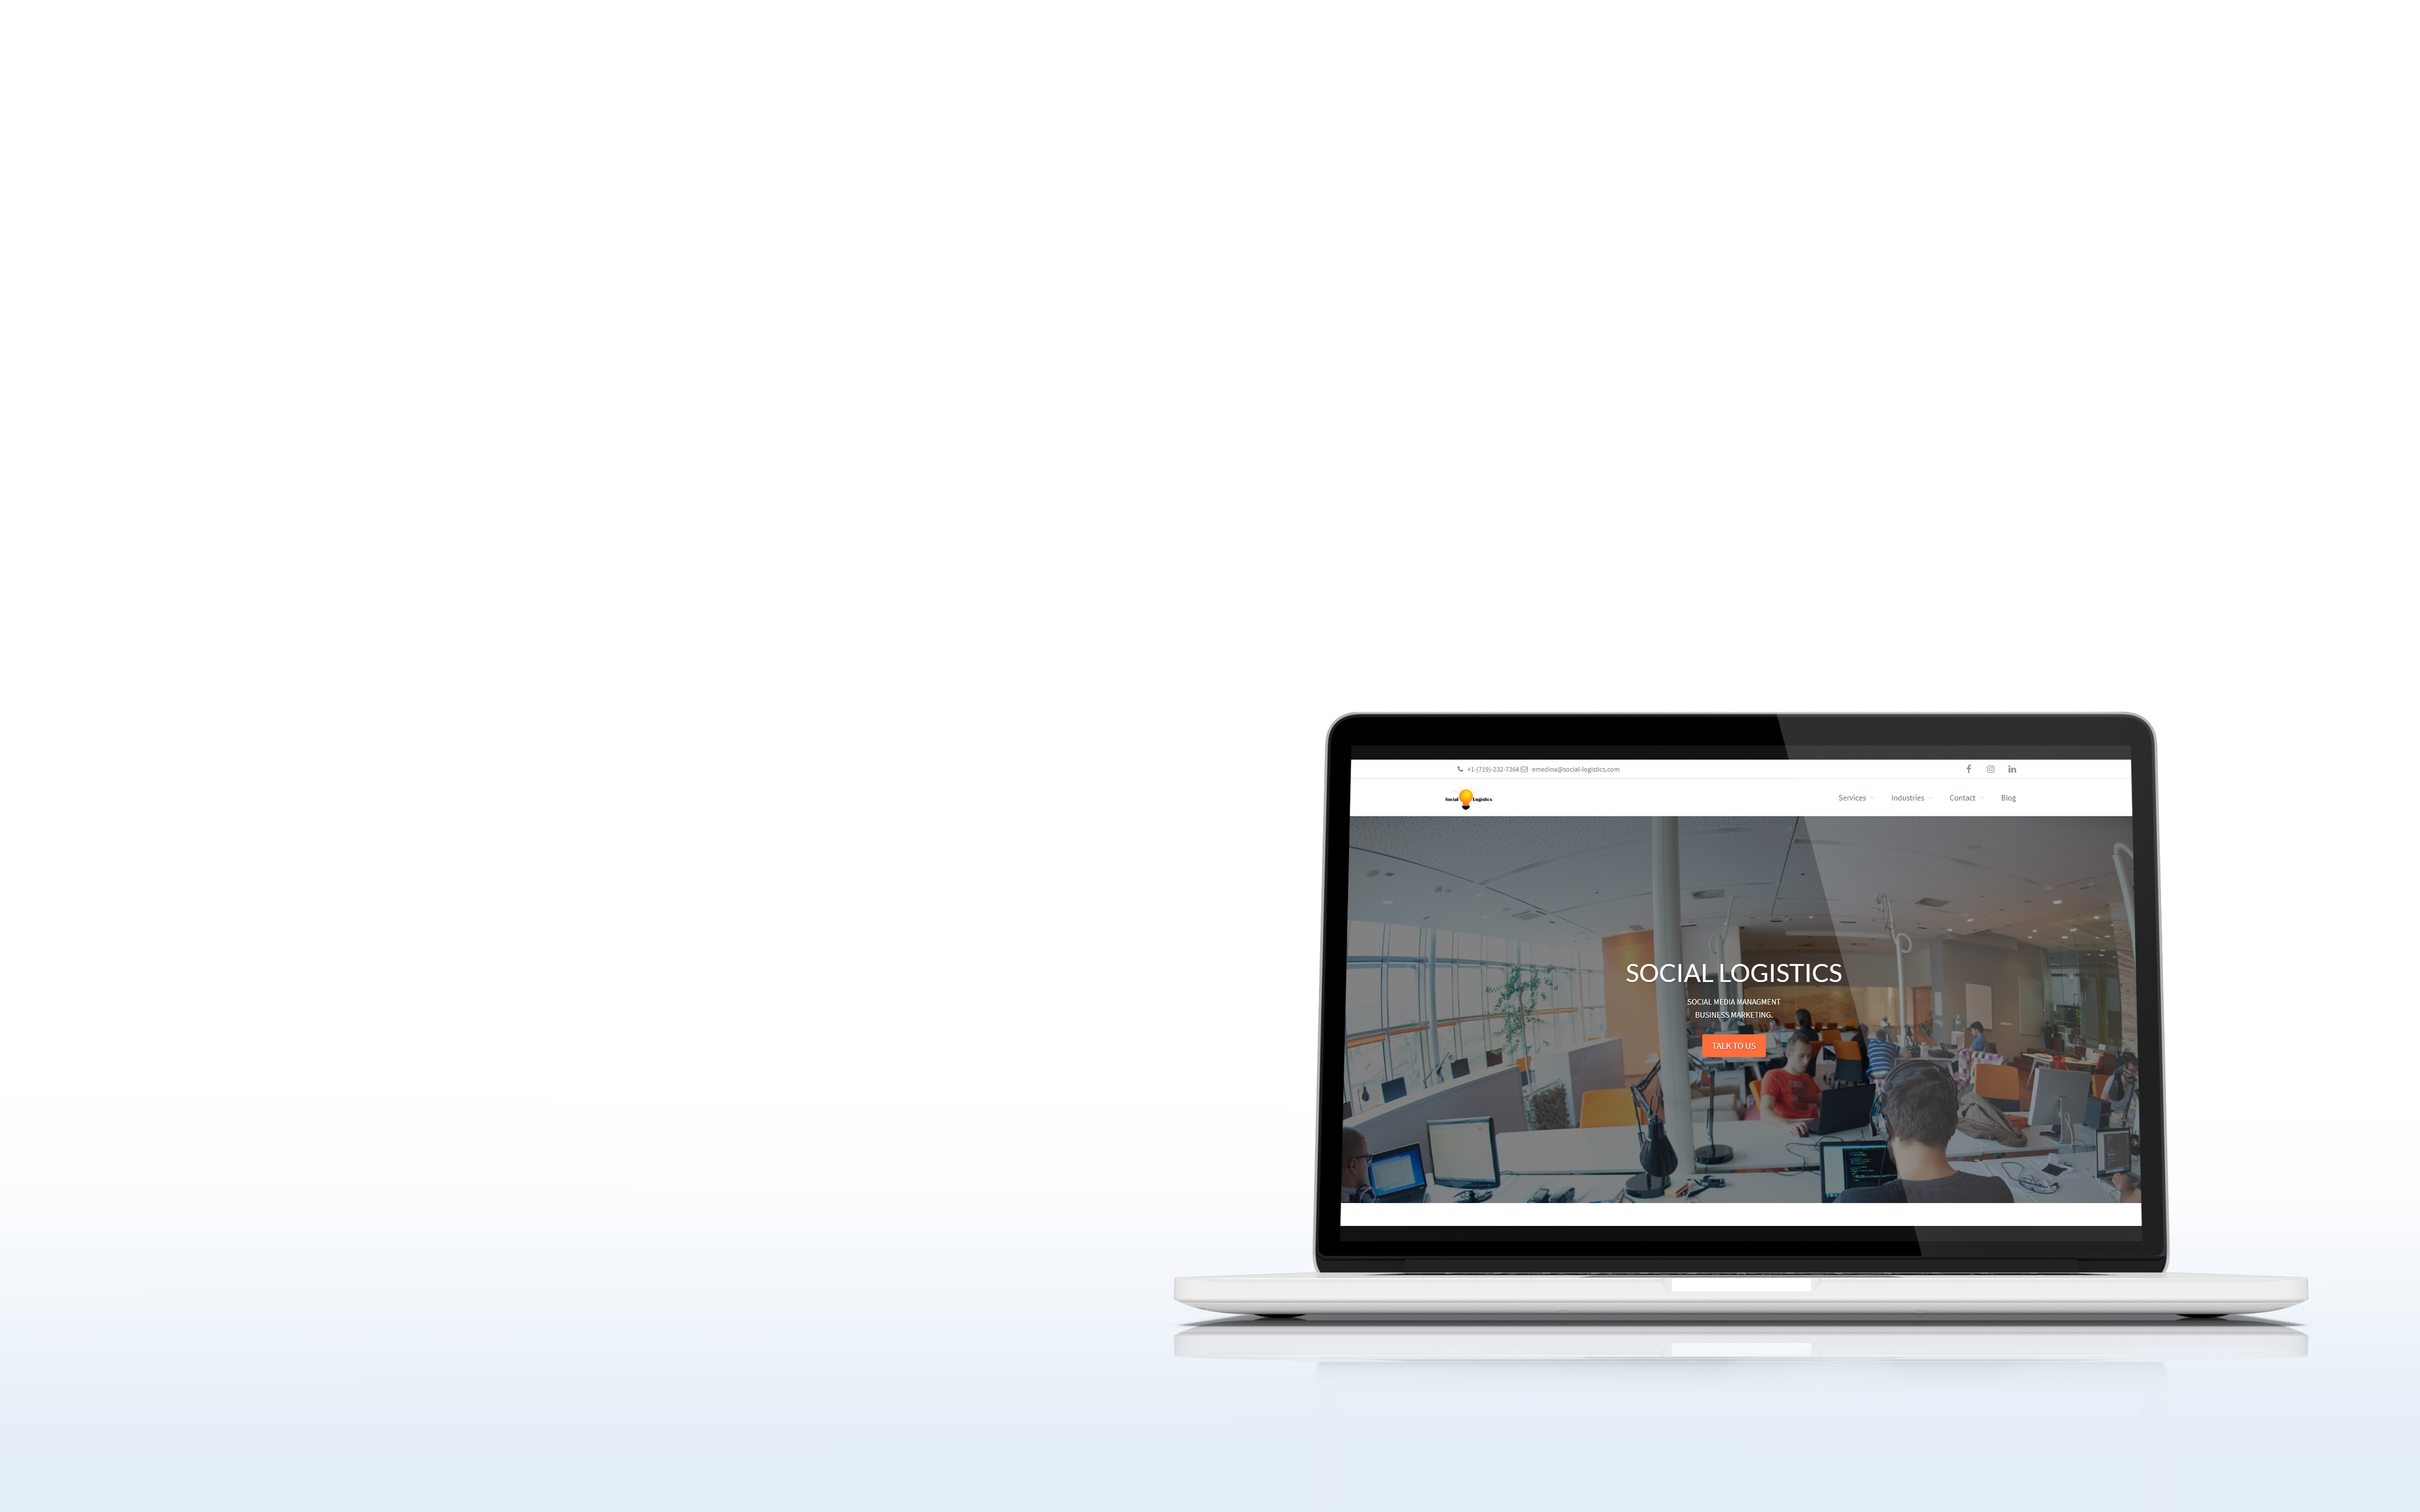 +1-(719)-232-7364 emedina@social-logistics.com
Social Logistics
Services Industries Contact Blog
SOCIAL LOGISTICS
SOCIAL MEDIA MANAGMENT
BUSINESS MARKETING.
TALK TO US